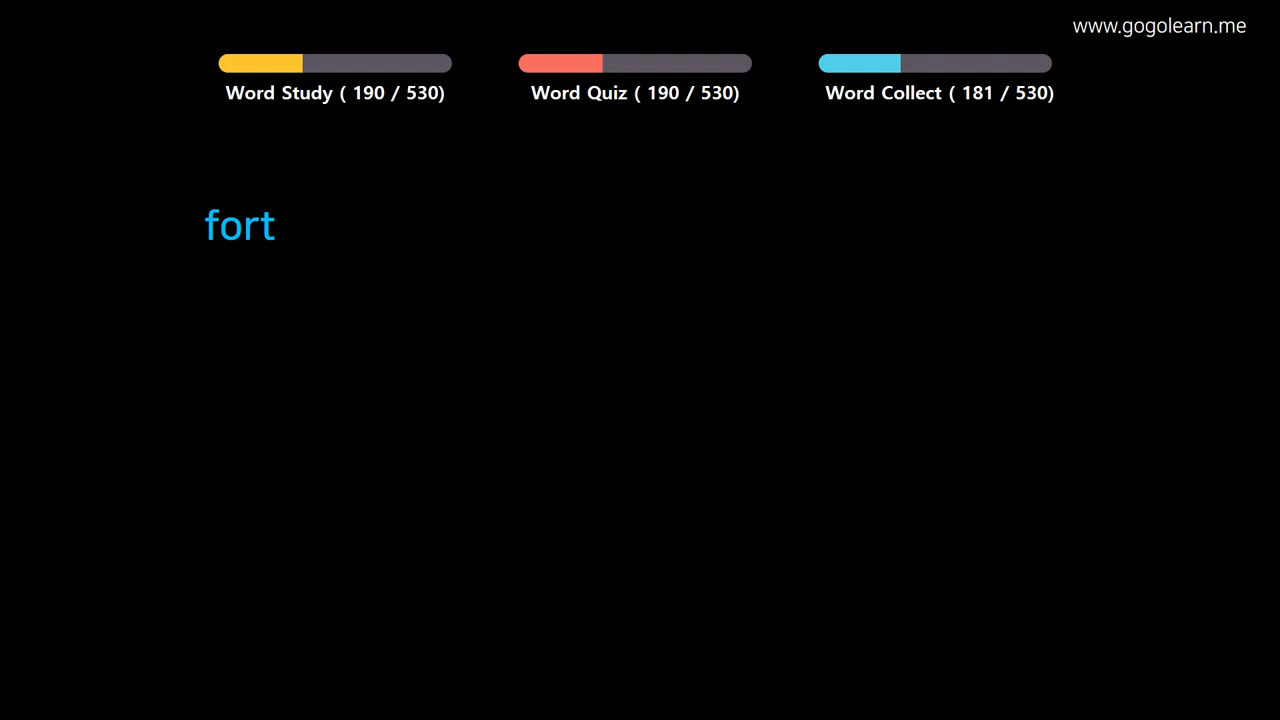 www.gogolearn.me
Word Study ( 190 / 530)
Word Quiz ( 190 / 530)
Word Collect ( 181 / 530)
fort